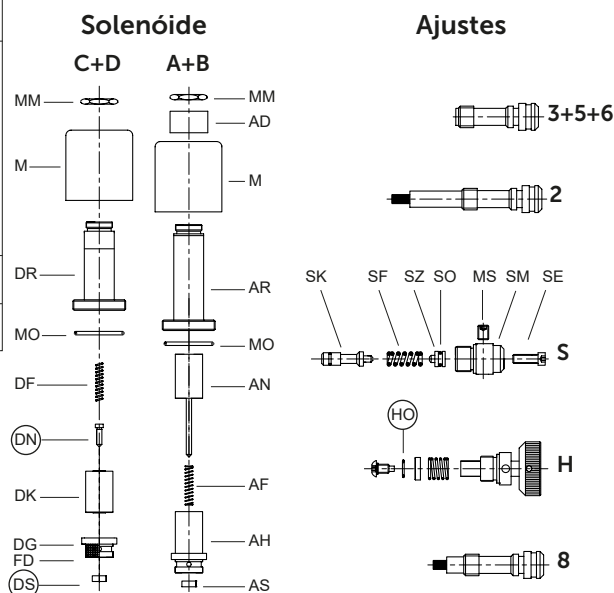 Solenóide
Ajustes
C+D
A+B
MM
MM
AD
M
M
DR
AR
MO
MO
DF
AN
DN
DK
AF
DG
AH
FD
DS
AS
3+5+6
2
SK
SF
SZ
SO
MS
SM
SE
S
HO
H
8